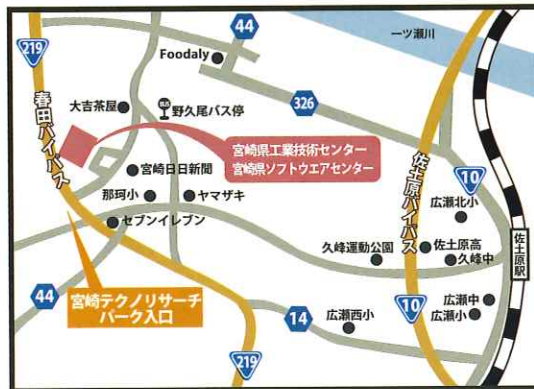 219
44
一ツ瀬川
Foodaly
大吉茶屋
BUS
野久尾バス停
326
春田バイパス
宮崎県工業技術センター
宮崎県ソフトウエアセンター
宮崎日日新聞
那珂小
ヤマザキ
セブンイレブン
佐土原バイパス
10
広瀬北小
佐土原駅
久峰運動公園
佐土原高
久峰中
44
宮崎テクノリサーチ
パーク入口
14
広瀬西小
10
広瀬中
広瀬小
219